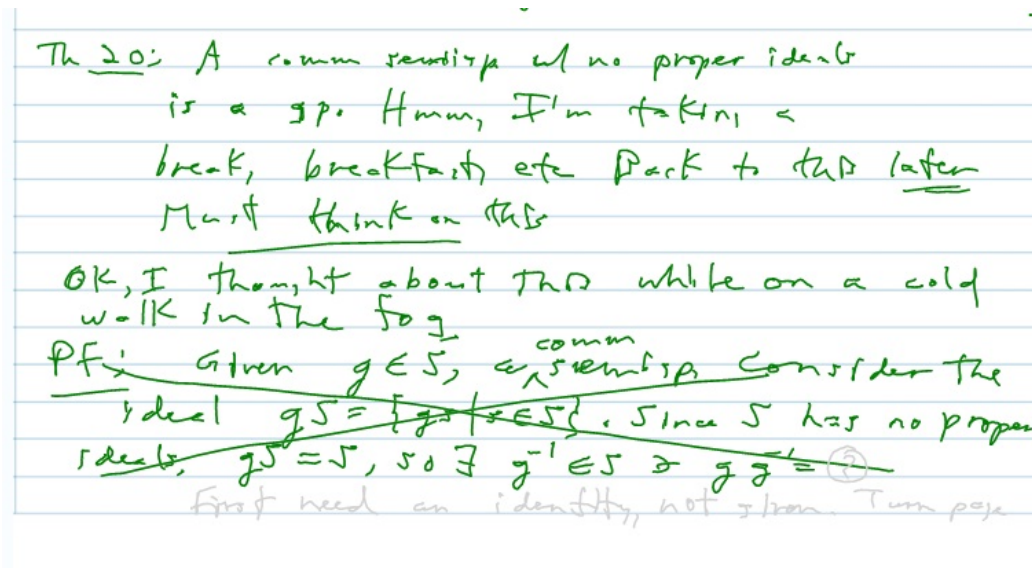 Th 20: A comm semigp w/ no proper ideals
is a gp. Hmm, I'm taking a
break, breakfast, etc Back to this later
Must think on this
OK, I thought about this while on a cold
walk in the fog
comm
PF: Given g ∈ S, a ^ semigp, Consider the
ideal gS = {gs | s ∈ S}. Since S has no proper
ideals, gS = S, so ∃ g⁻¹ ∈ S ∋ g g⁻¹ = ?
First need an identity, not given. Turn page